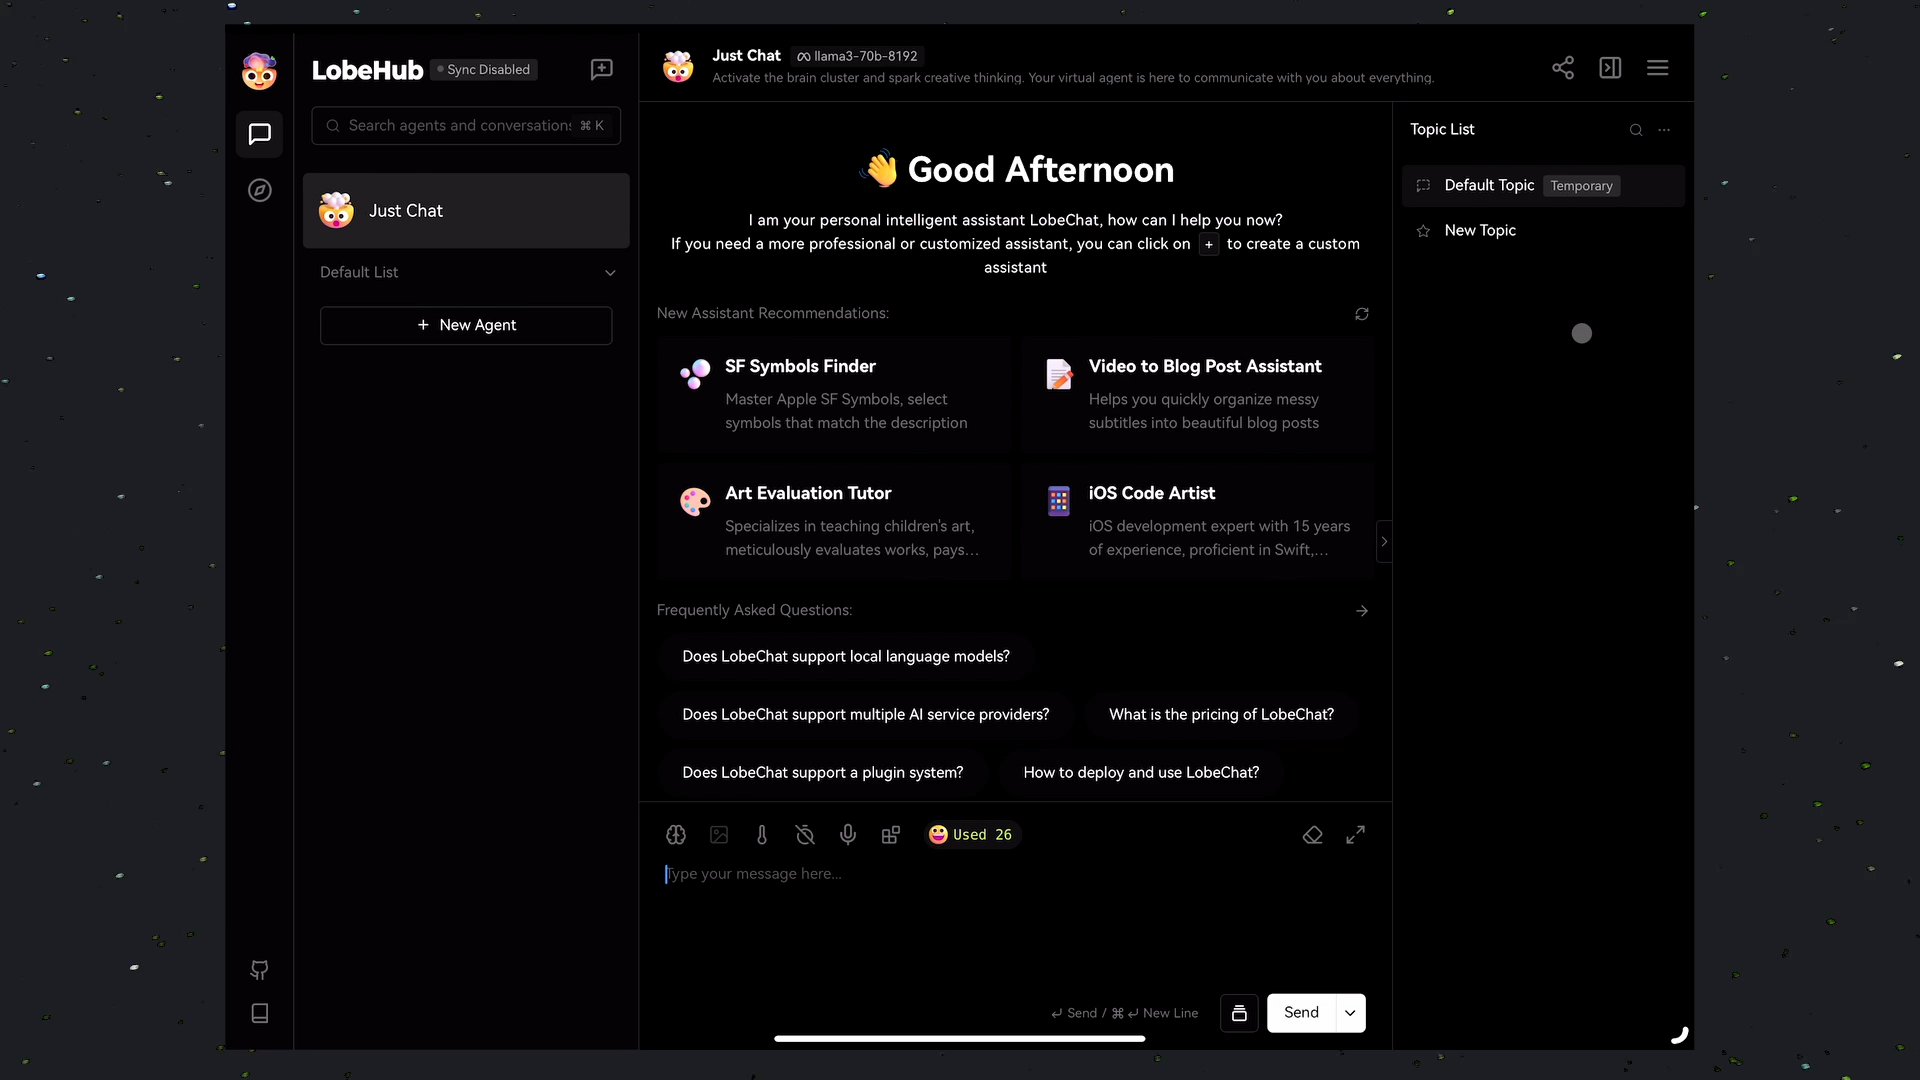 LobeHub
Sync Disabled
Search agents and conversations ⌘ K
Just Chat
Default List
+ New Agent
Just Chat
llama3-70b-8192
Activate the brain cluster and spark creative thinking. Your virtual agent is here to communicate with you about everything.
👋 Good Afternoon
I am your personal intelligent assistant LobeChat, how can I help you now?
If you need a more professional or customized assistant, you can click on + to create a custom
assistant
New Assistant Recommendations:
SF Symbols Finder
Master Apple SF Symbols, select
symbols that match the description
Video to Blog Post Assistant
Helps you quickly organize messy
subtitles into beautiful blog posts
Art Evaluation Tutor
Specializes in teaching children's art,
meticulously evaluates works, pays...
iOS Code Artist
iOS development expert with 15 years
of experience, proficient in Swift,...
Frequently Asked Questions:
Does LobeChat support local language models?
Does LobeChat support multiple AI service providers?
What is the pricing of LobeChat?
Does LobeChat support a plugin system?
How to deploy and use LobeChat?
Used 26
Type your message here...
↵ Send / ⌘ ↵ New Line
Send
Topic List
Default Topic
Temporary
New Topic